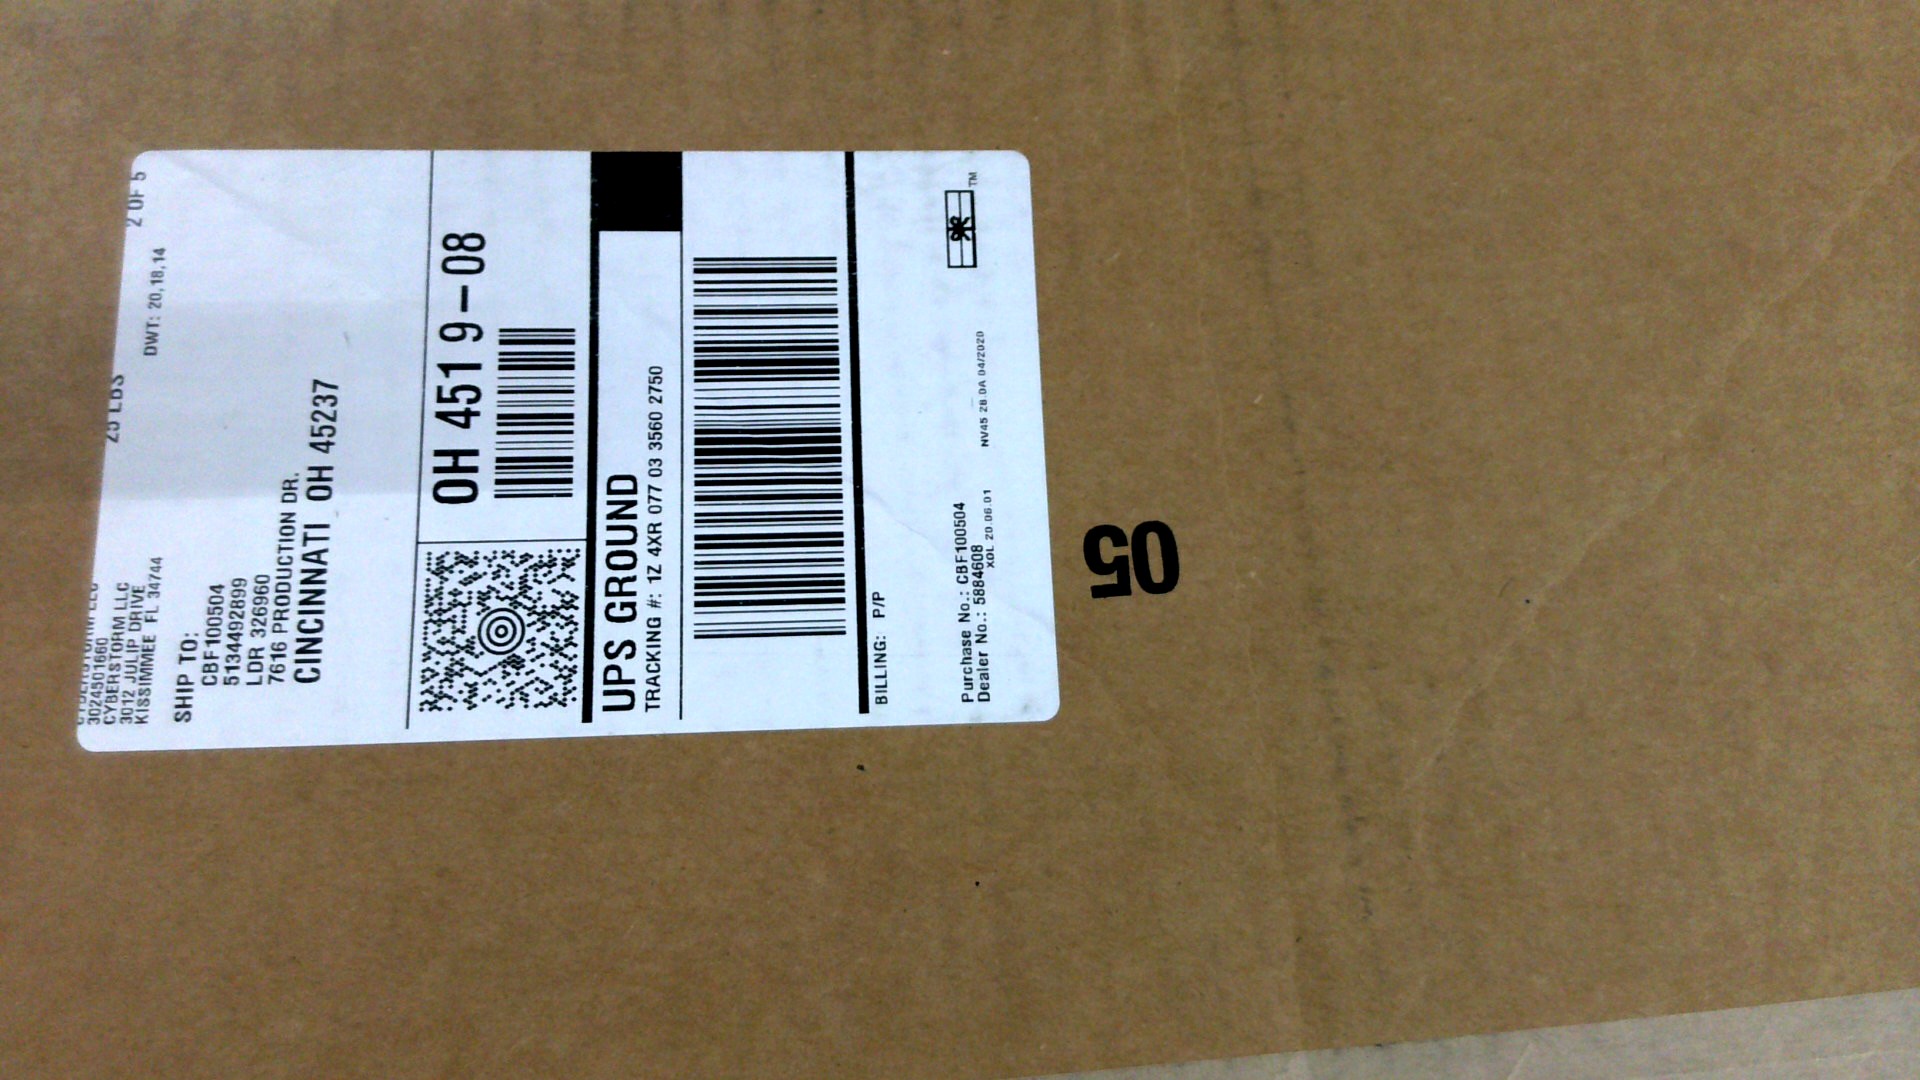 3024501660
CYBERSTORM LLC
3012 JULIP DRIVE
KISSIMMEE FL 34744
25 LBS
2 OF 5
DWT: 20,18,14
SHIP TO:
CBF100504
5134492899
LDR 326960
7616 PRODUCTION DR.
CINCINNATI OH 45237
OH 451 9-08
UPS GROUND
TRACKING #: 1Z 4XR 077 03 3560 2750
BILLING: P/P
Purchase No.: CBF100504
Dealer No.: 5884608
XOL 20.06.01
NV45 28.0A 04/2020
TM
05